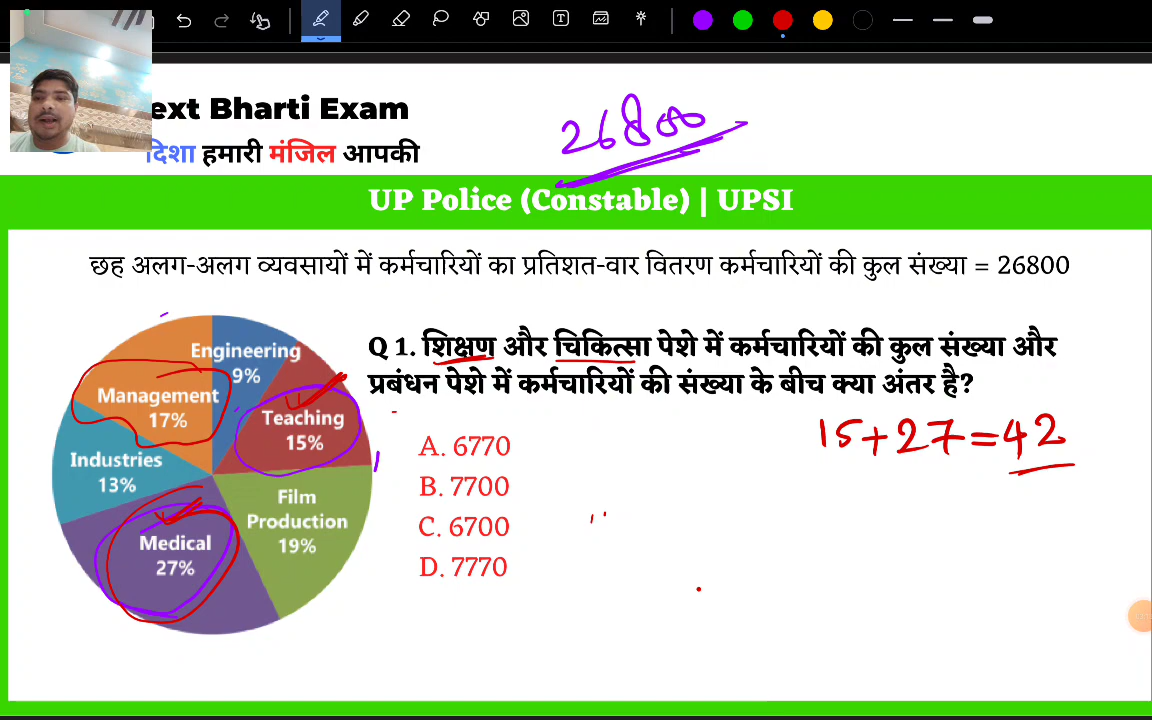 ext Bharti Exam
दिशा हमारी मंजिल आपकी
26800
UP Police (Constable) | UPSI
छह अलग-अलग व्यवसायों में कर्मचारियों का प्रतिशत-वार वितरण कर्मचारियों की कुल संख्या = 26800
Engineering
9%
Management
17%
Teaching
15%
Industries
13%
Film
Production
19%
Medical
27%
Q 1. शिक्षण और चिकित्सा पेशे में कर्मचारियों की कुल संख्या और
प्रबंधन पेशे में कर्मचारियों की संख्या के बीच क्या अंतर है?
A. 6770
B. 7700
C. 6700
D. 7770
15+27=42